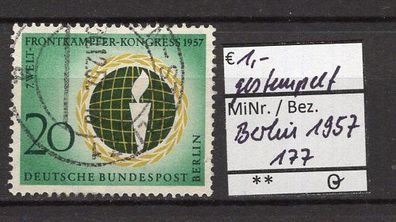 7. WELT-FRONTKÄMPFER-KONGRESS 1957
20
DEUTSCHE BUNDESPOST
BERLIN
€ 1,-
gestempelt
MiNr. / Bez.
Berlin 1957
177
**